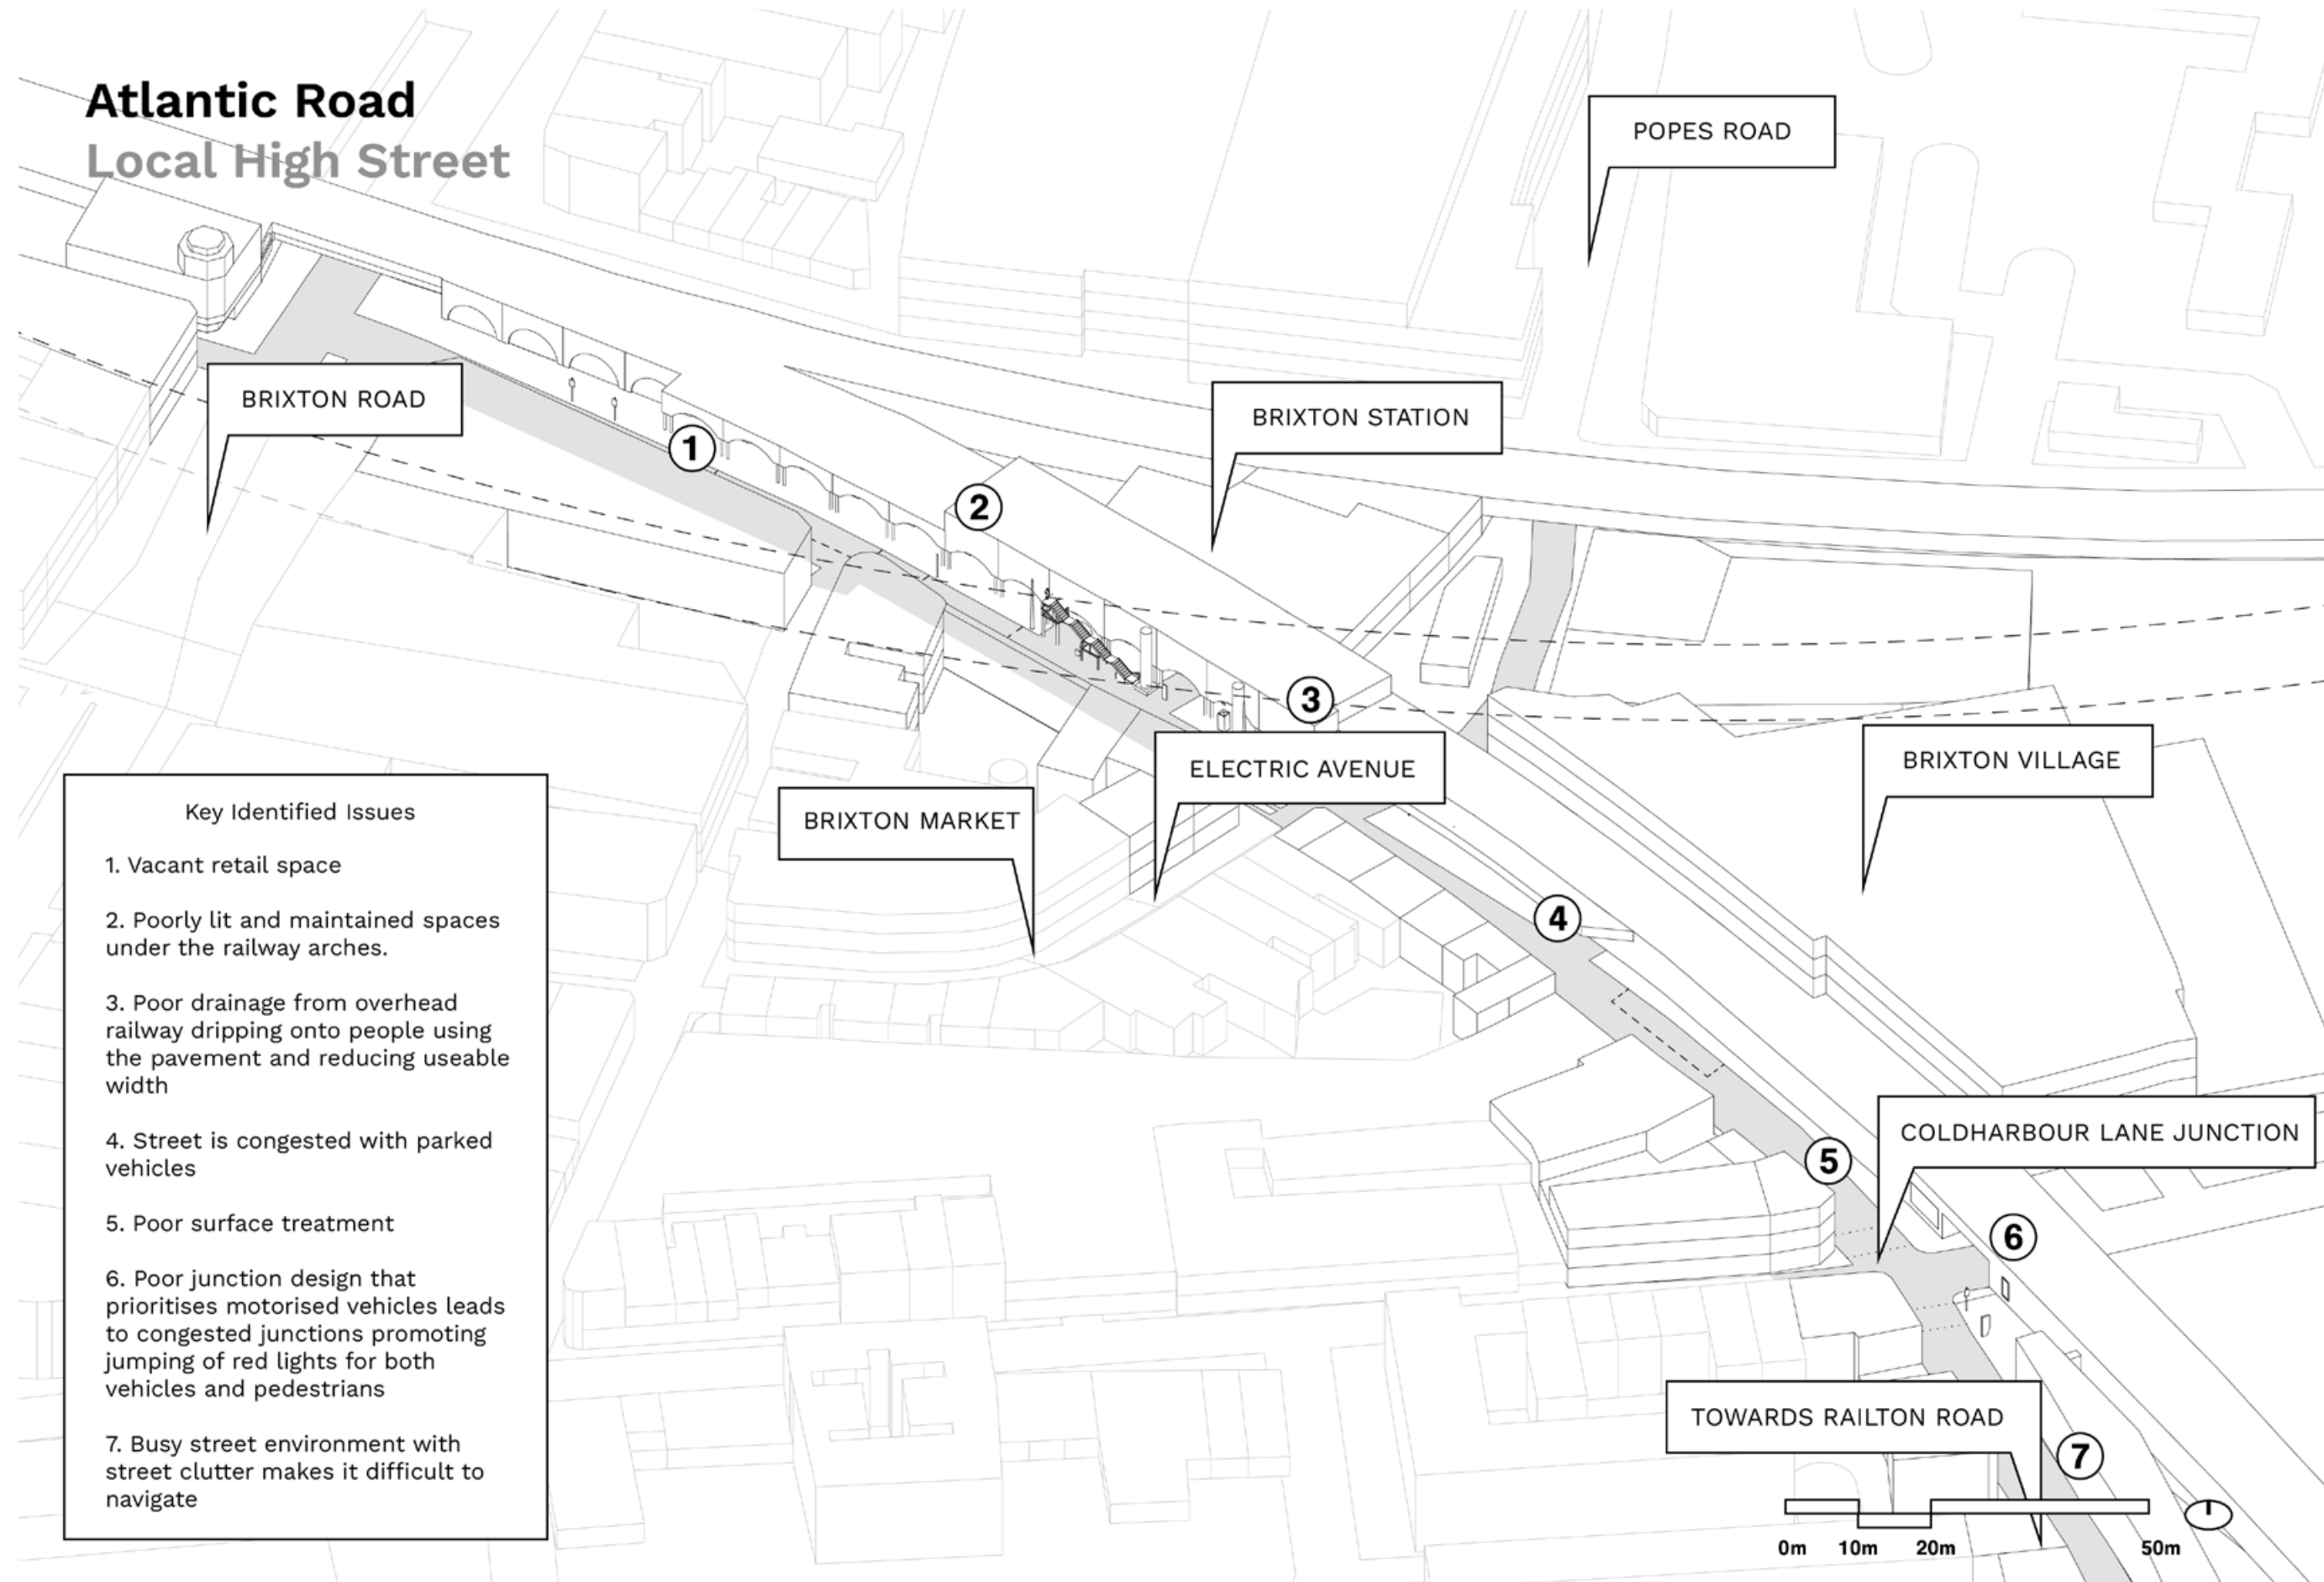 Atlantic Road
Local High Street
POPES ROAD
BRIXTON ROAD
BRIXTON STATION
1
2
3
ELECTRIC AVENUE
BRIXTON VILLAGE
BRIXTON MARKET
4
COLDHARBOUR LANE JUNCTION
5
6
TOWARDS RAILTON ROAD
7
0m 10m 20m 50m
Key Identified Issues
1. Vacant retail space
2. Poorly lit and maintained spaces
under the railway arches.
3. Poor drainage from overhead
railway dripping onto people using
the pavement and reducing useable
width
4. Street is congested with parked
vehicles
5. Poor surface treatment
6. Poor junction design that
prioritises motorised vehicles leads
to congested junctions promoting
jumping of red lights for both
vehicles and pedestrians
7. Busy street environment with
street clutter makes it difficult to
navigate